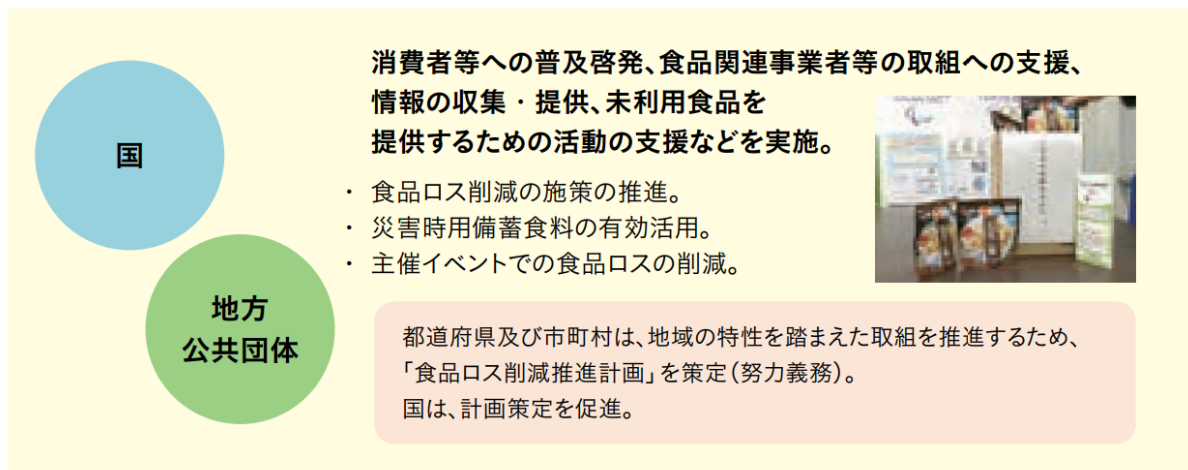 国
地方
公共団体
消費者等への普及啓発、食品関連事業者等の取組への支援、
情報の収集・提供、未利用食品を
提供するための活動の支援などを実施。
・ 食品ロス削減の施策の推進。
・ 災害時用備蓄食料の有効活用。
・ 主催イベントでの食品ロスの削減。
都道府県及び市町村は、地域の特性を踏まえた取組を推進するため、
「食品ロス削減推進計画」を策定（努力義務）。
国は、計画策定を促進。